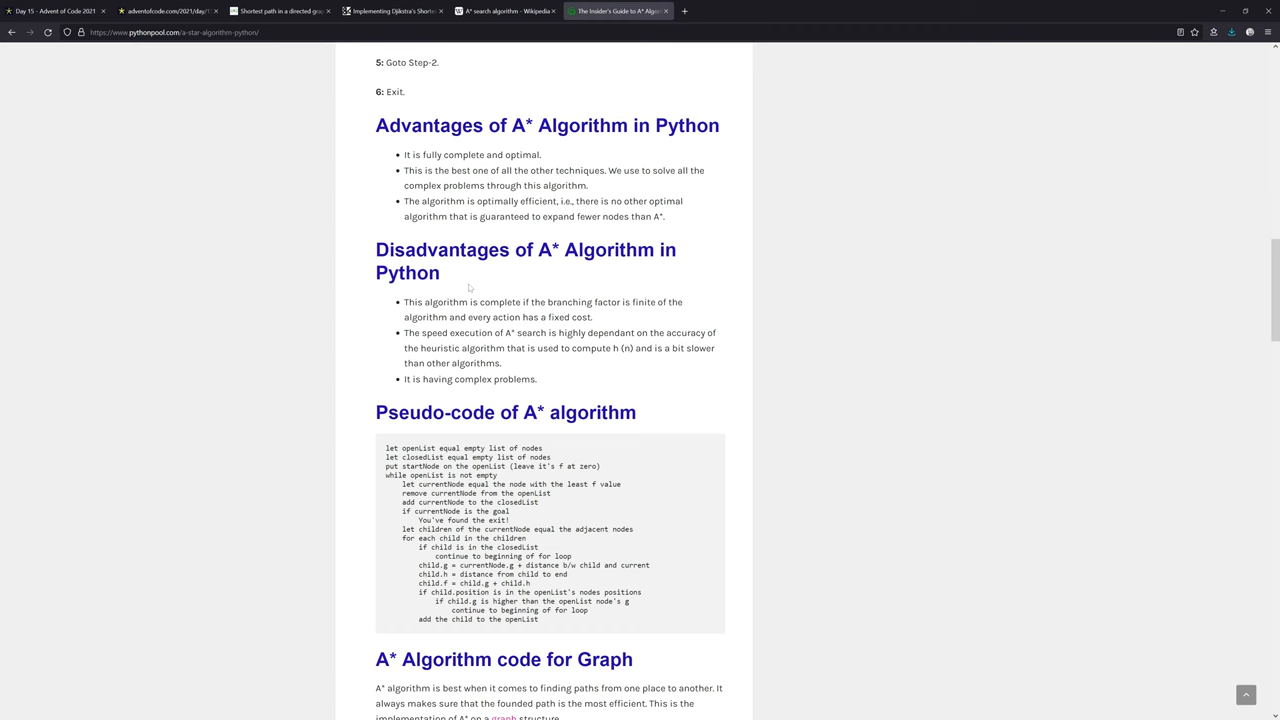 Day 15 - Advent of Code 2021
adventofcode.com/2021/day/1
Shortest path in a directed gra
Implementing Djikstra's Shorte
A* search algorithm - Wikipedia
The Insider's Guide to A* Algor
https://www.pythonpool.com/a-star-algorithm-python/
5: Goto Step-2.
6: Exit.
Advantages of A* Algorithm in Python
It is fully complete and optimal.
This is the best one of all the other techniques. We use to solve all the
complex problems through this algorithm.
The algorithm is optimally efficient, i.e., there is no other optimal
algorithm that is guaranteed to expand fewer nodes than A*.
Disadvantages of A* Algorithm in
Python
This algorithm is complete if the branching factor is finite of the
algorithm and every action has a fixed cost.
The speed execution of A* search is highly dependant on the accuracy of
the heuristic algorithm that is used to compute h (n) and is a bit slower
than other algorithms.
It is having complex problems.
Pseudo-code of A* algorithm
let openList equal empty list of nodes
let closedList equal empty list of nodes
put startNode on the openList (leave it's f at zero)
while openList is not empty
let currentNode equal the node with the least f value
remove currentNode from the openList
add currentNode to the closedList
if currentNode is the goal
You've found the exit!
let children of the currentNode equal the adjacent nodes
for each child in the children
if child is in the closedList
continue to beginning of for loop
child.g = currentNode.g + distance b/w child and current
child.h = distance from child to end
child.f = child.g + child.h
if child.position is in the openList's nodes positions
if child.g is higher than the openList node's g
continue to beginning of for loop
add the child to the openList
A* Algorithm code for Graph
A* algorithm is best when it comes to finding paths from one place to another. It
always makes sure that the founded path is the most efficient. This is the
implementation of A* on a graph structure